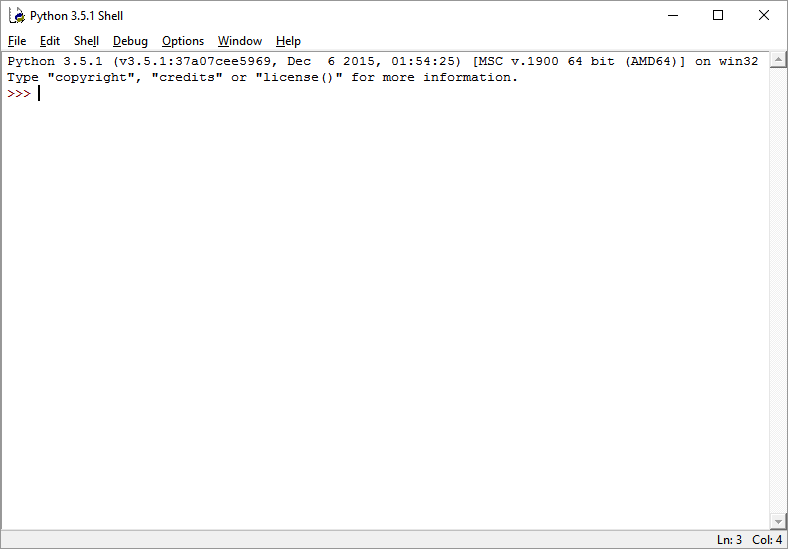 Python 3.5.1 Shell
File Edit Shell Debug Options Window Help
Python 3.5.1 (v3.5.1:37a07cee5969, Dec  6 2015, 01:54:25) [MSC v.1900 64 bit (AMD64)] on win32
Type "copyright", "credits" or "license()" for more information.
>>>
Ln: 3 Col: 4